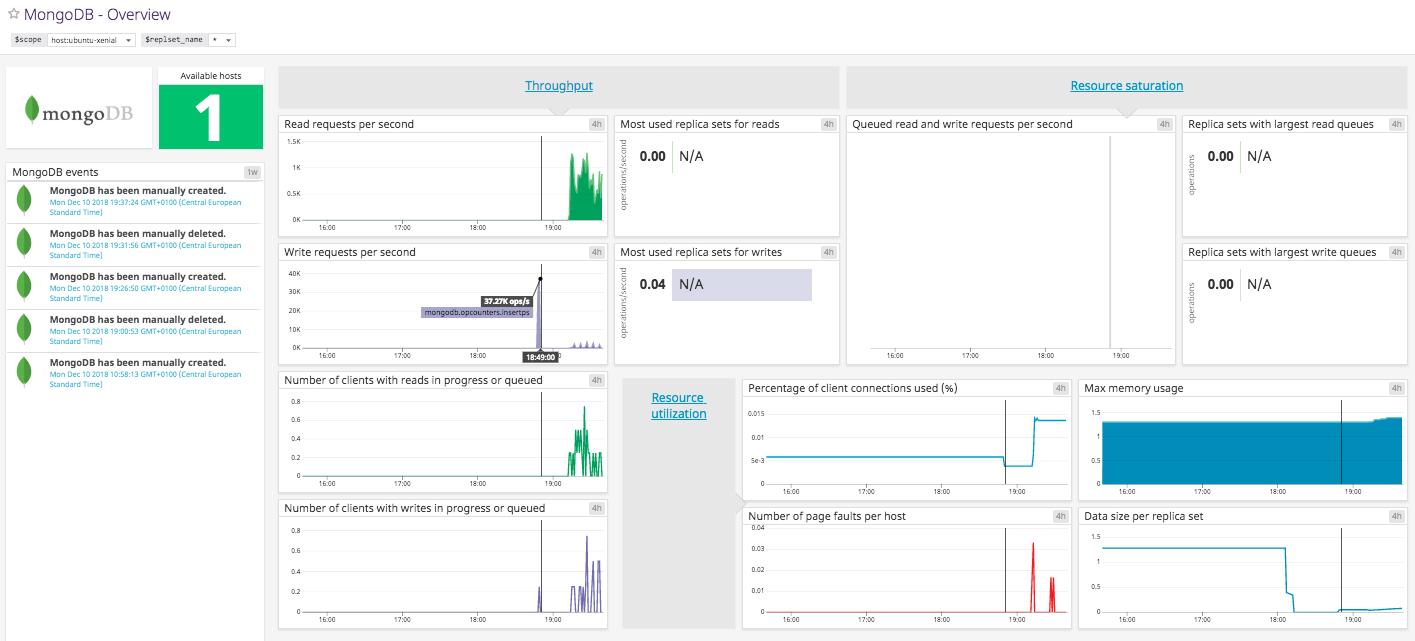 MongoDB - Overview
$scope host:ubuntu-xenial $replset_name *
mongoDB
Available hosts
1
MongoDB events 1w
MongoDB has been manually created.
Mon Dec 10 2018 19:37:24 GMT+0100 (Central European
Standard Time)
MongoDB has been manually deleted.
Mon Dec 10 2018 19:31:56 GMT+0100 (Central European
Standard Time)
MongoDB has been manually created.
Mon Dec 10 2018 19:26:50 GMT+0100 (Central European
Standard Time)
MongoDB has been manually deleted.
Mon Dec 10 2018 19:00:53 GMT+0100 (Central European
Standard Time)
MongoDB has been manually created.
Mon Dec 10 2018 10:58:13 GMT+0100 (Central European
Standard Time)
Throughput
Read requests per second 4h
1.5K
1K
0.5K
0K
16:00 17:00 18:00 19:00
Most used replica sets for reads 4h
operations/second
0.00 N/A
Write requests per second 4h
40K
30K
20K
10K
0K
37.27K ops/s
mongodb.opcounters.insertps
16:00 17:00 18:00
18:49:00
Most used replica sets for writes 4h
operations/second
0.04 N/A
Number of clients with reads in progress or queued 4h
0.8
0.6
0.4
0.2
0
16:00 17:00 18:00 19:00
Number of clients with writes in progress or queued 4h
0.8
0.6
0.4
0.2
0
16:00 17:00 18:00 19:00
Resource saturation
Queued read and write requests per second 4h
16:00 17:00 18:00 19:00
Replica sets with largest read queues 4h
operations
0.00 N/A
Replica sets with largest write queues 4h
operations
0.00 N/A
Resource
utilization
Percentage of client connections used (%) 4h
0.015
0.01
5e-3
0
16:00 17:00 18:00 19:00
Max memory usage 4h
1.5
1
0.5
0
16:00 17:00 18:00 19:00
Number of page faults per host 4h
0.04
0.03
0.02
0.01
0
16:00 17:00 18:00 19:00
Data size per replica set 4h
1.5
1
0.5
0
16:00 17:00 18:00 19:00